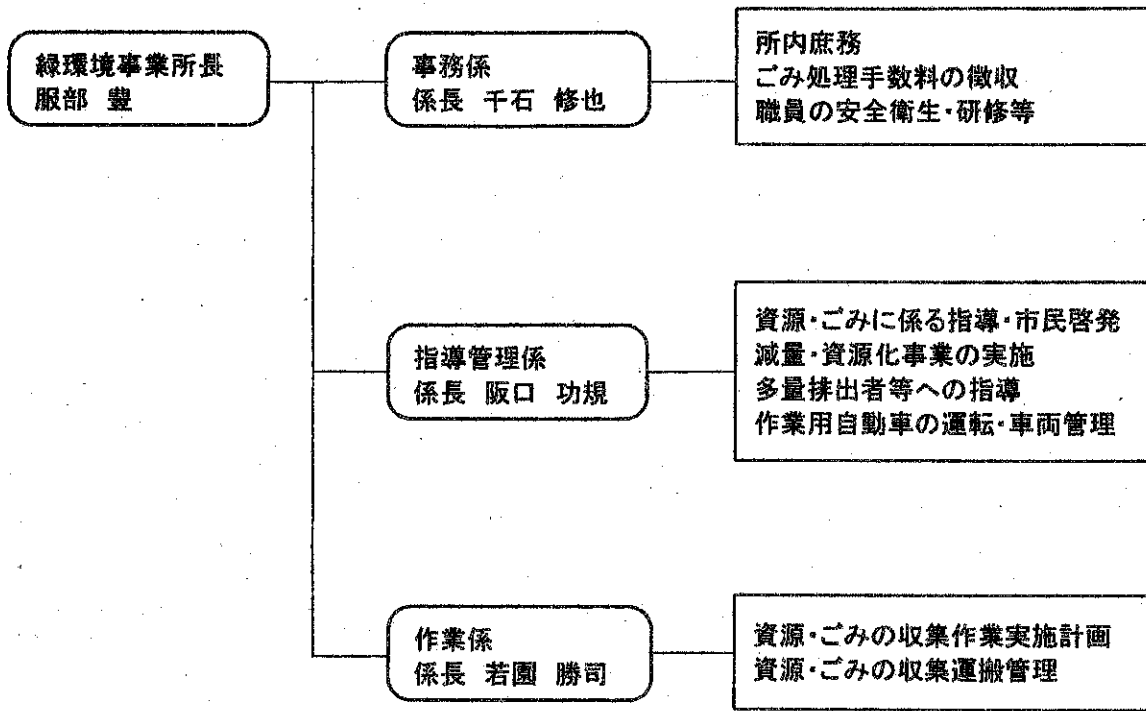 緑環境事業所長
服部 豊
事務係
係長 千石 修也
所内庶務
ごみ処理手数料の徴収
職員の安全衛生・研修等
指導管理係
係長 阪口 功規
資源・ごみに係る指導・市民啓発
減量・資源化事業の実施
多量排出者等への指導
作業用自動車の運転・車両管理
作業係
係長 若園 勝司
資源・ごみの収集作業実施計画
資源・ごみの収集運搬管理